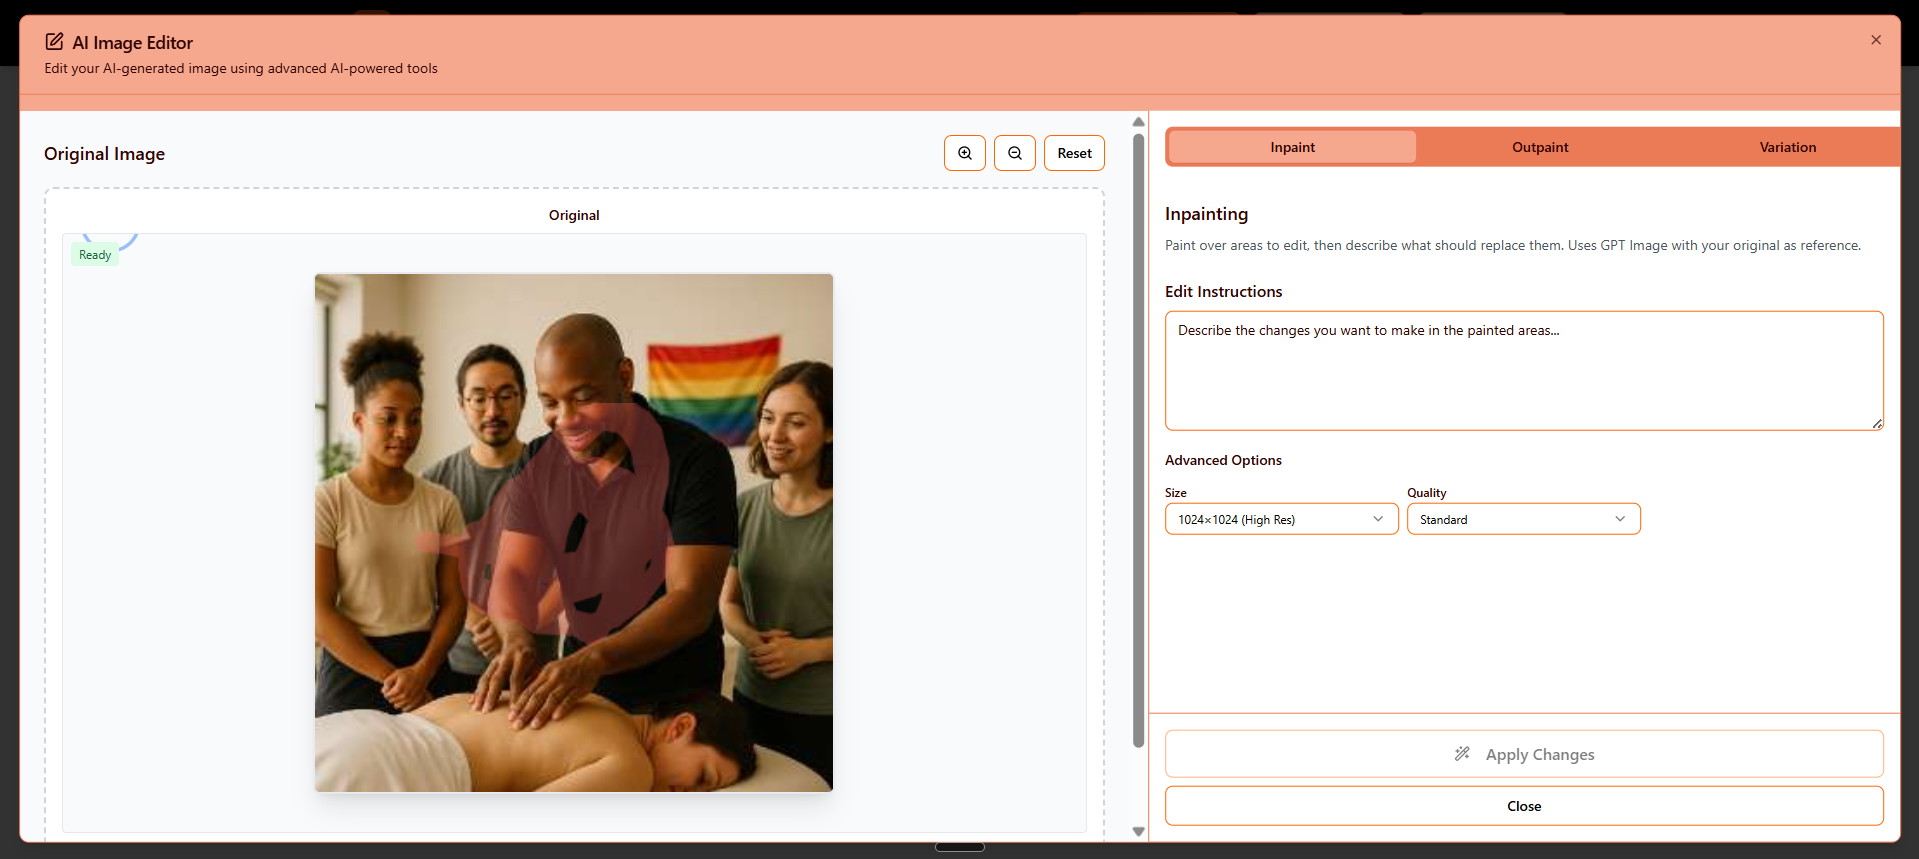 AI Image Editor
Edit your AI-generated image using advanced AI-powered tools
Original Image
Reset
Original
Ready
Inpaint
Outpaint
Variation
Inpainting
Paint over areas to edit, then describe what should replace them. Uses GPT Image with your original as reference.
Edit Instructions
Describe the changes you want to make in the painted areas...
Advanced Options
Size
Quality
1024×1024 (High Res)
Standard
Apply Changes
Close